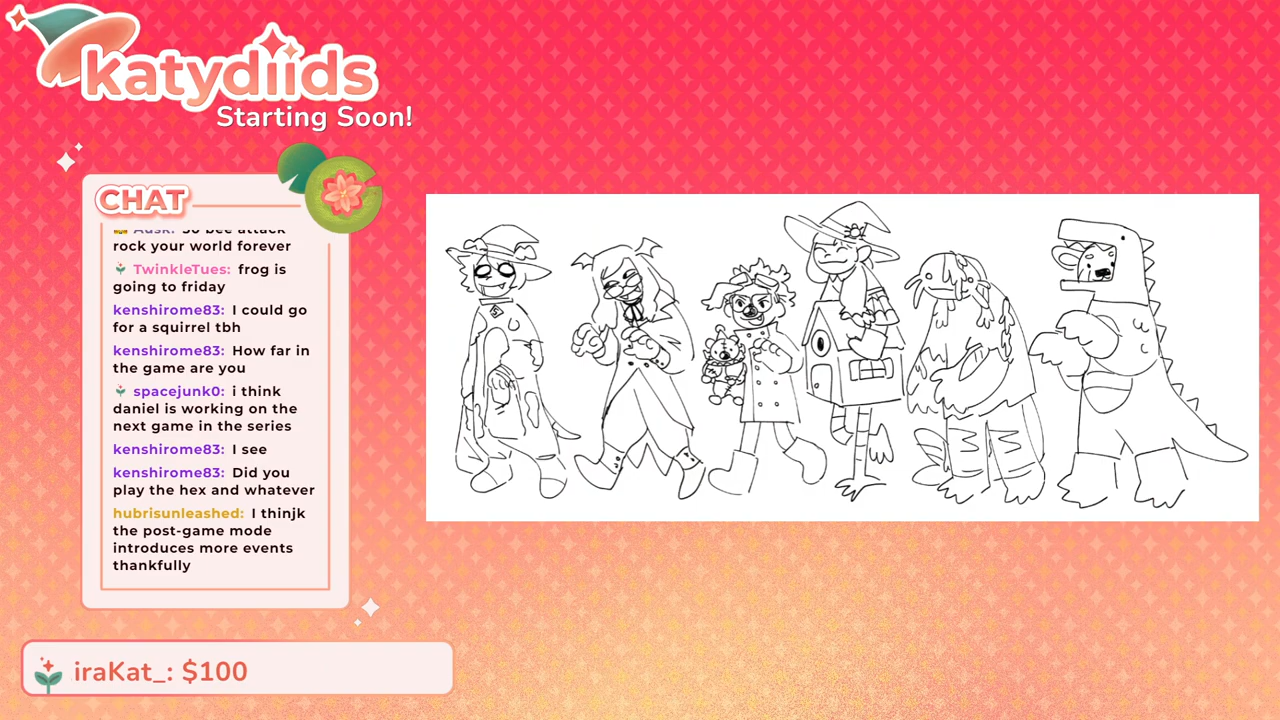 katydiids
Starting Soon!
CHAT
rock your world forever
TwinkleTues: frog is
going to friday
kenshirome83: I could go
for a squirrel tbh
kenshirome83: How far in
the game are you
spacejunk0: i think
daniel is working on the
next game in the series
kenshirome83: I see
kenshirome83: Did you
play the hex and whatever
hubrisunleashed: I thinjk
the post-game mode
introduces more events
thankfully
iraKat_: $100